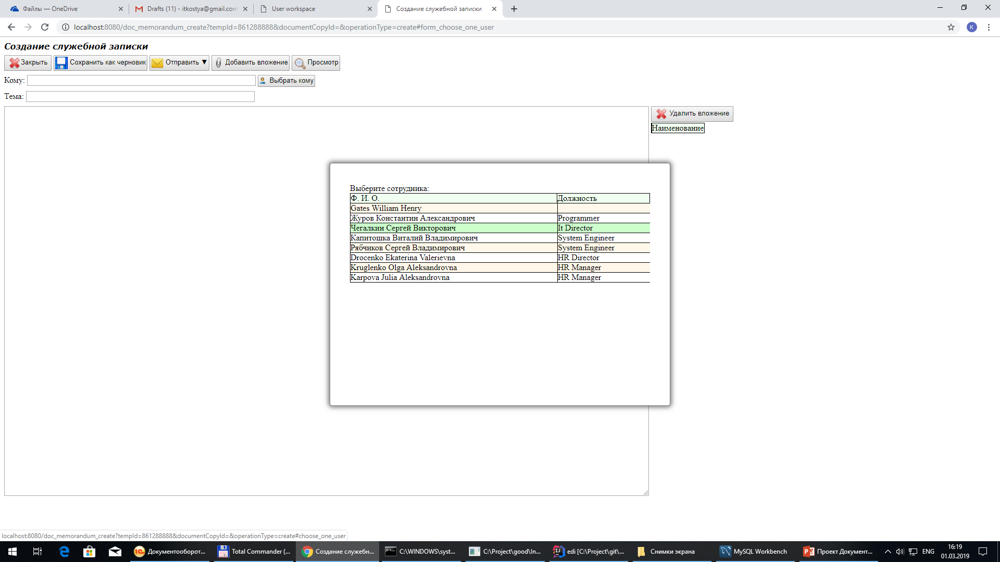 Файлы — OneDrive
Drafts (11) - itkostya@gmail.com
User workspace
Создание служебной записки
localhost:8080/doc_memorandum_create?templd=861288888&documentCopyId=&operationType=create#form_choose_one_user
K
Создание служебной записки
Закрыть
Сохранить как черновик
Отправить ▼
Добавить вложение
Просмотр
Кому:
Выбрать кому
Тема:
Удалить вложение
Наименование
Выберите сотрудника:
Ф. И. О. Должность
Gates William Henry
Журов Константин Александрович Programmer
Чегалкин Сергей Викторович It Director
Капитошка Виталий Владимирович System Engineer
Рябчиков Сергей Владимирович System Engineer
Drocenko Ekaterina Valerievna HR Director
Kruglenko Olga Aleksandrovna HR Manager
Karpova Julia Aleksandrovna HR Manager
localhost:8080/doc_memorandum_create?templd=861288888&documentCopyId=&operationType=create#choose_one_user
Документооборот...
Total Commander (...
Создание служебн...
C:\WINDOWS\syst...
C:\Project\good\In...
edi [C:\Project\git\...
Снимки экрана
MySQL Workbench
Проект Документ...
ENG
16:19
01.03.2019